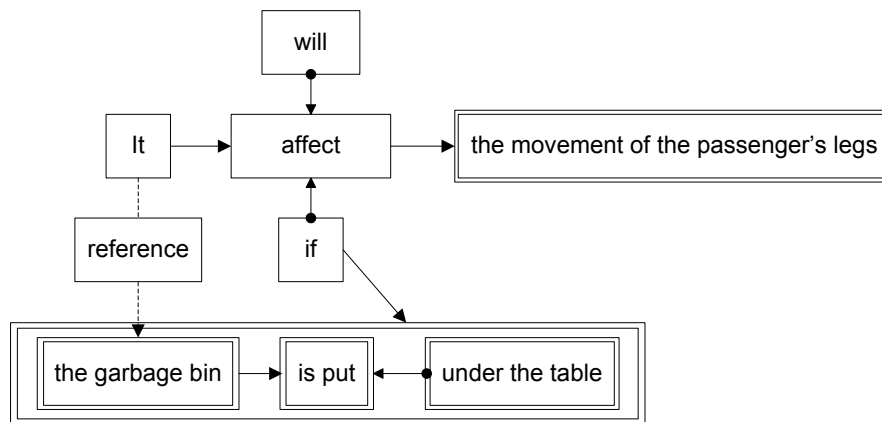 will
It
affect
the movement of the passenger’s legs
reference
if
the garbage bin
is put
under the table